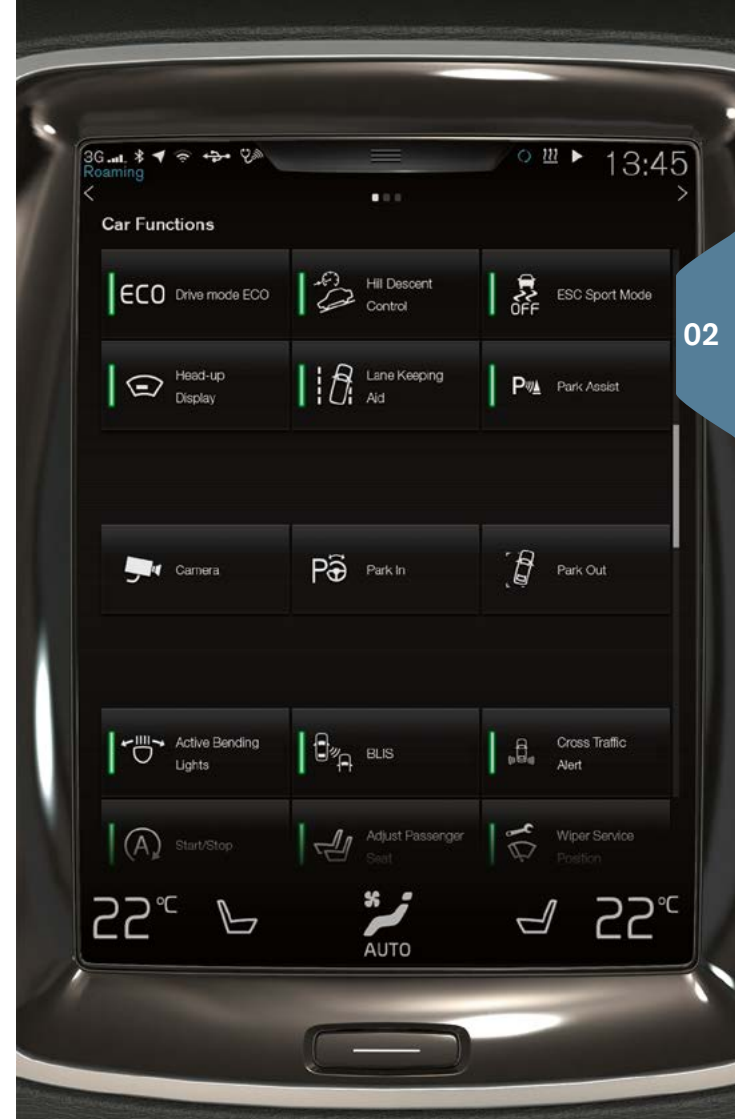 3G 13:45
Roaming
Car Functions
ECO Drive mode ECO
Hill Descent
Control
OFF ESC Sport Mode
02
Head-up
Display
Lane Keeping
Aid
P Park Assist
Camera
P Park In
Park Out
Active Bending
Lights
BLIS
Cross Traffic
Alert
A Start/Stop
Adjust Passenger
Seat
Wiper Service
Position
22°C 22°C
AUTO